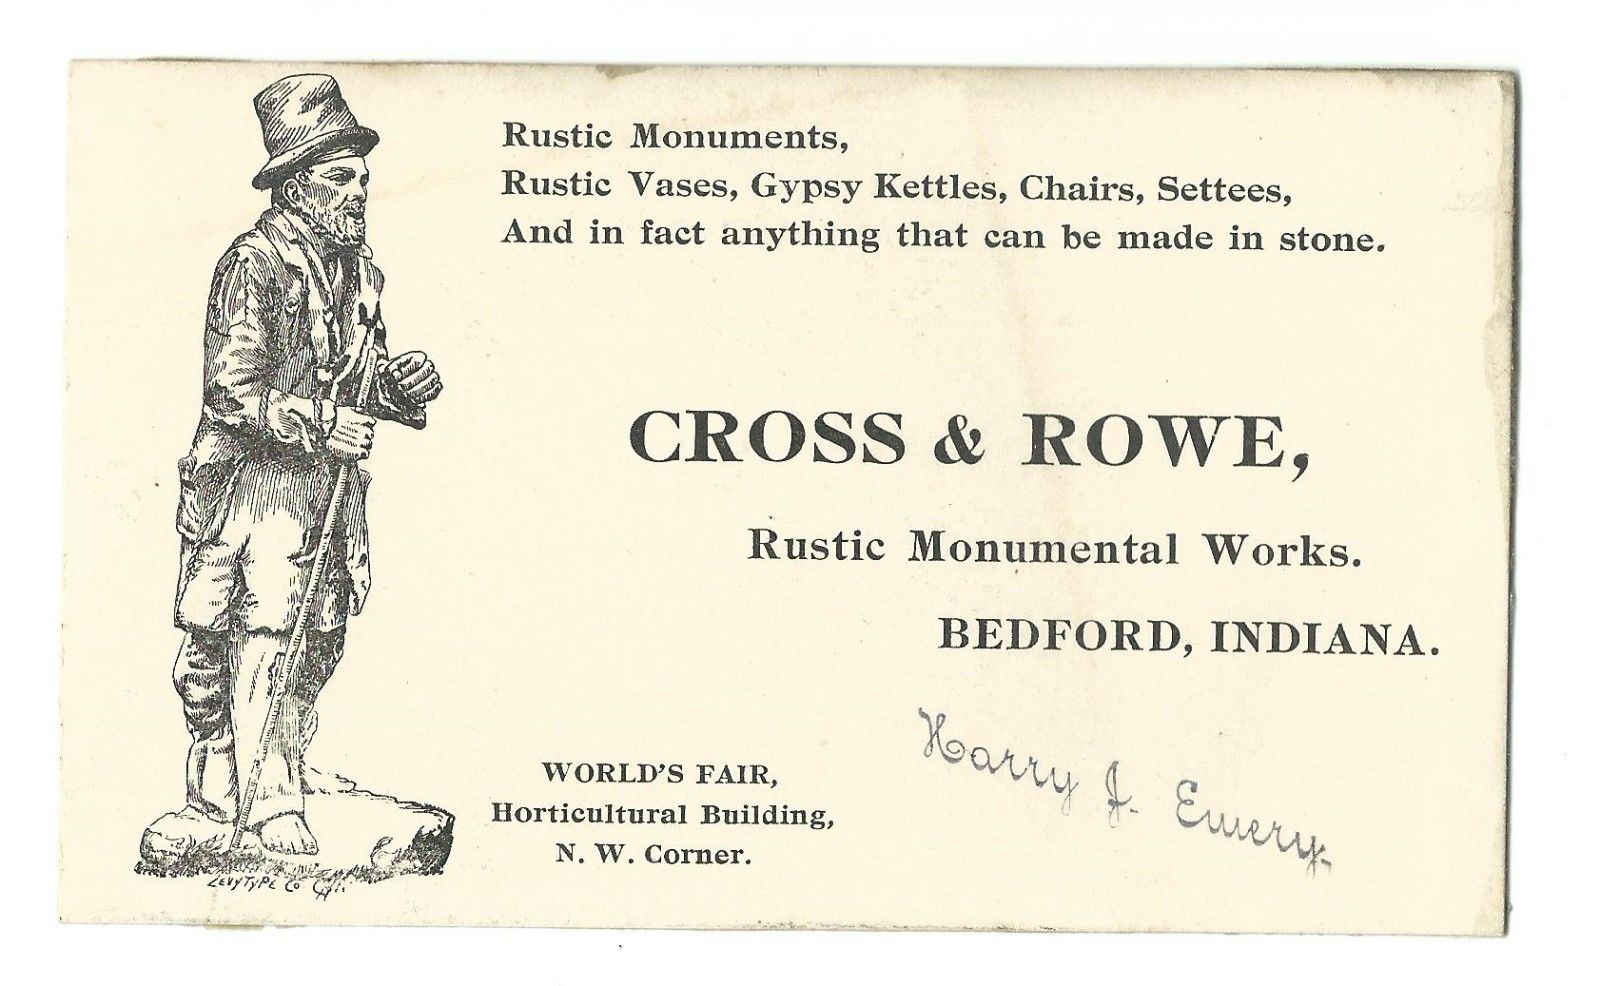 Rustic Monuments,
Rustic Vases, Gypsy Kettles, Chairs, Settees,
And in fact anything that can be made in stone.
CROSS & ROWE,
Rustic Monumental Works.
BEDFORD, INDIANA.
Harry J. Emery.
WORLD'S FAIR,
Horticultural Building,
N. W. Corner.
LEVYTYPE Co